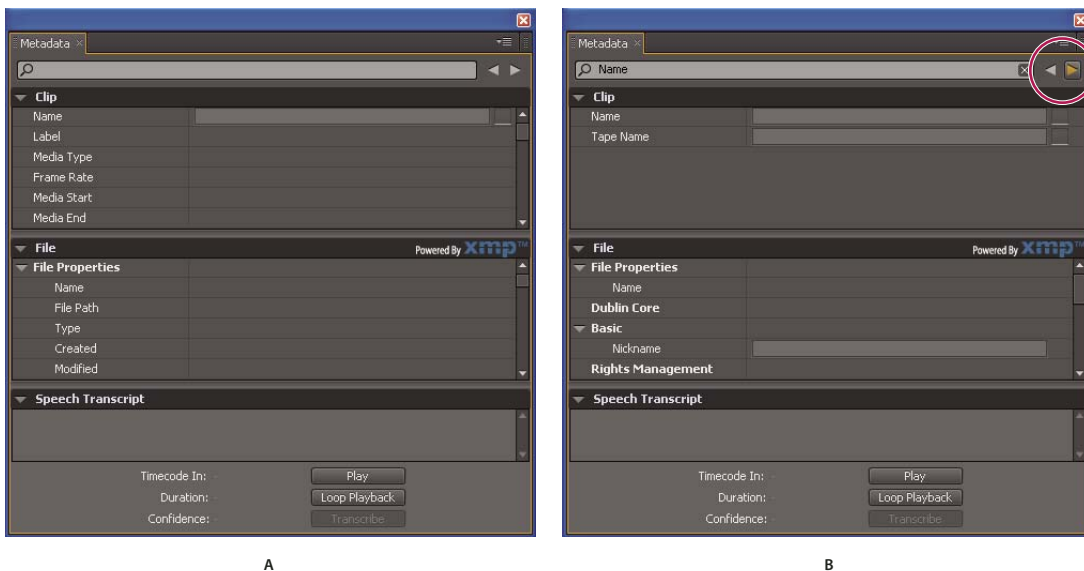 Metadata
Clip
Name
Label
Media Type
Frame Rate
Media Start
Media End
File
Powered By xmp™
File Properties
Name
File Path
Type
Created
Modified
Speech Transcript
Timecode In: -
Play
Duration: -
Loop Playback
Confidence: -
Transcribe
A
Metadata
Name
Clip
Name
Tape Name
File
Powered By xmp™
File Properties
Name
Dublin Core
Basic
Nickname
Rights Management
Speech Transcript
Timecode In: -
Play
Duration: -
Loop Playback
Confidence: -
Transcribe
B